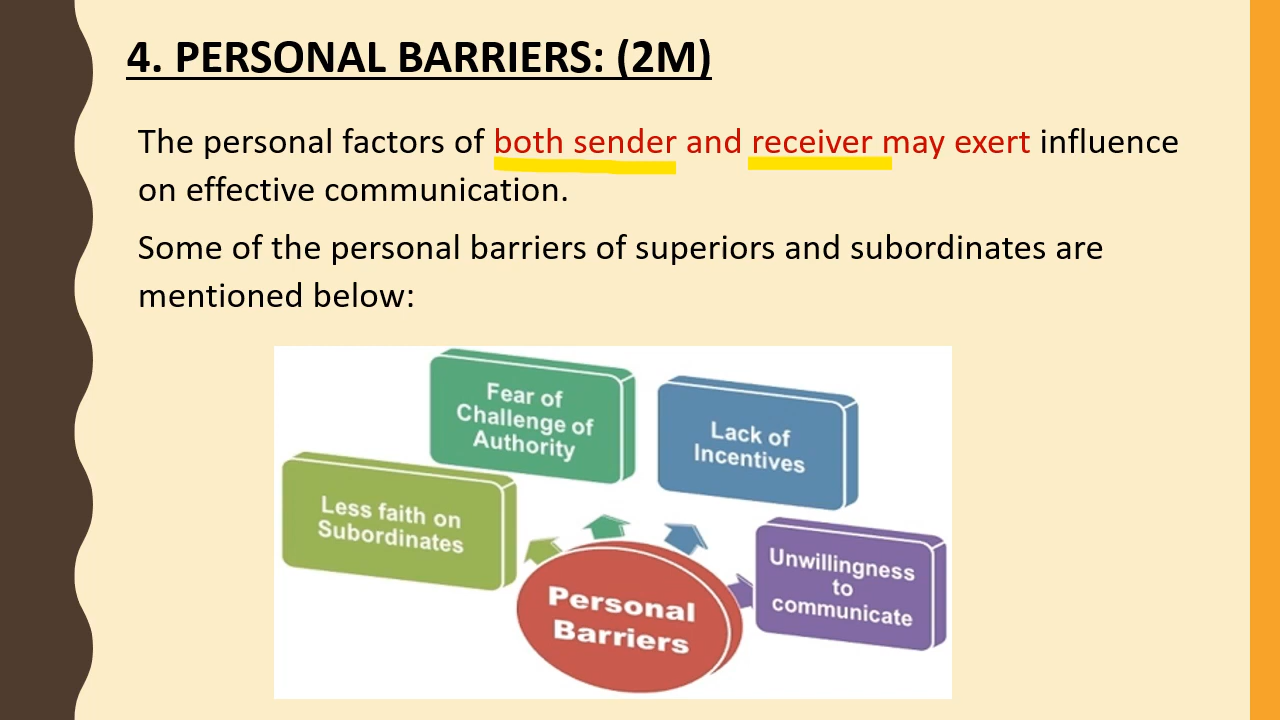 4. PERSONAL BARRIERS: (2M)
The personal factors of both sender and receiver may exert influence
on effective communication.
Some of the personal barriers of superiors and subordinates are
mentioned below:
Fear of
Challenge of
Authority
Lack of
Incentives
Less faith on
Subordinates
Unwillingness
to
communicate
Personal
Barriers